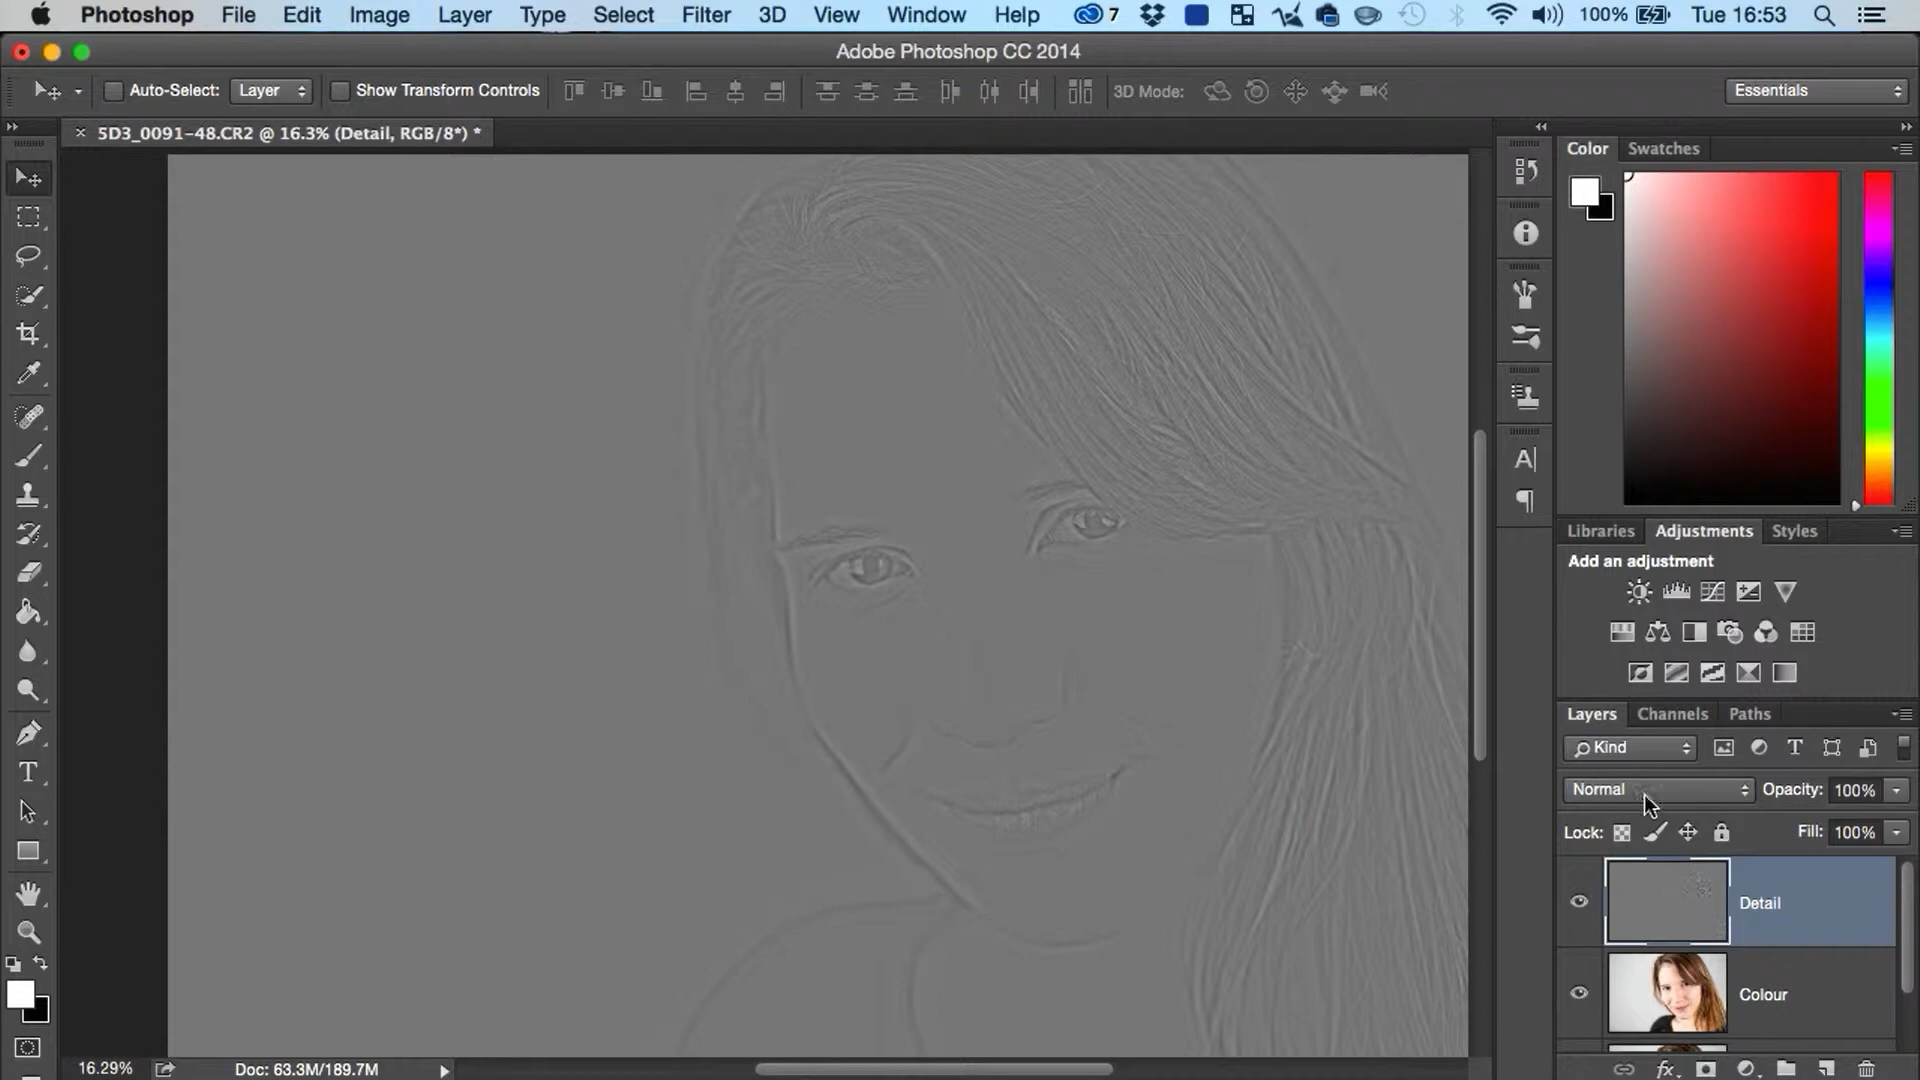 Photoshop File Edit Image Layer Type Select Filter 3D View Window Help 7 100% Tue 16:53
Adobe Photoshop CC 2014
Auto-Select: Layer Show Transform Controls 3D Mode: Essentials
× 5D3_0091-48.CR2 @ 16.3% (Detail, RGB/8*) *
Color Swatches
Libraries Adjustments Styles
Add an adjustment
Layers Channels Paths
Kind
Normal Opacity: 100%
Lock: Fill: 100%
Detail
Colour
16.29% Doc: 63.3M/189.7M